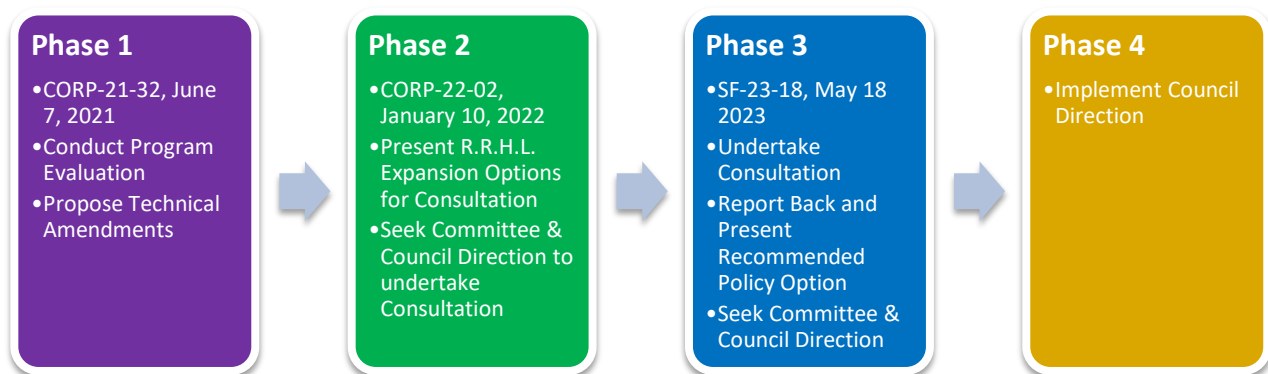 Phase 1
•CORP-21-32, June
7, 2021
•Conduct Program
Evaluation
•Propose Technical
Amendments
Phase 2
•CORP-22-02,
January 10, 2022
•Present R.R.H.L.
Expansion Options
for Consultation
•Seek Committee &
Council Direction to
undertake
Consultation
Phase 3
•SF-23-18, May 18
2023
•Undertake
Consultation
•Report Back and
Present
Recommended
Policy Option
•Seek Committee &
Council Direction
Phase 4
•Implement Council
Direction